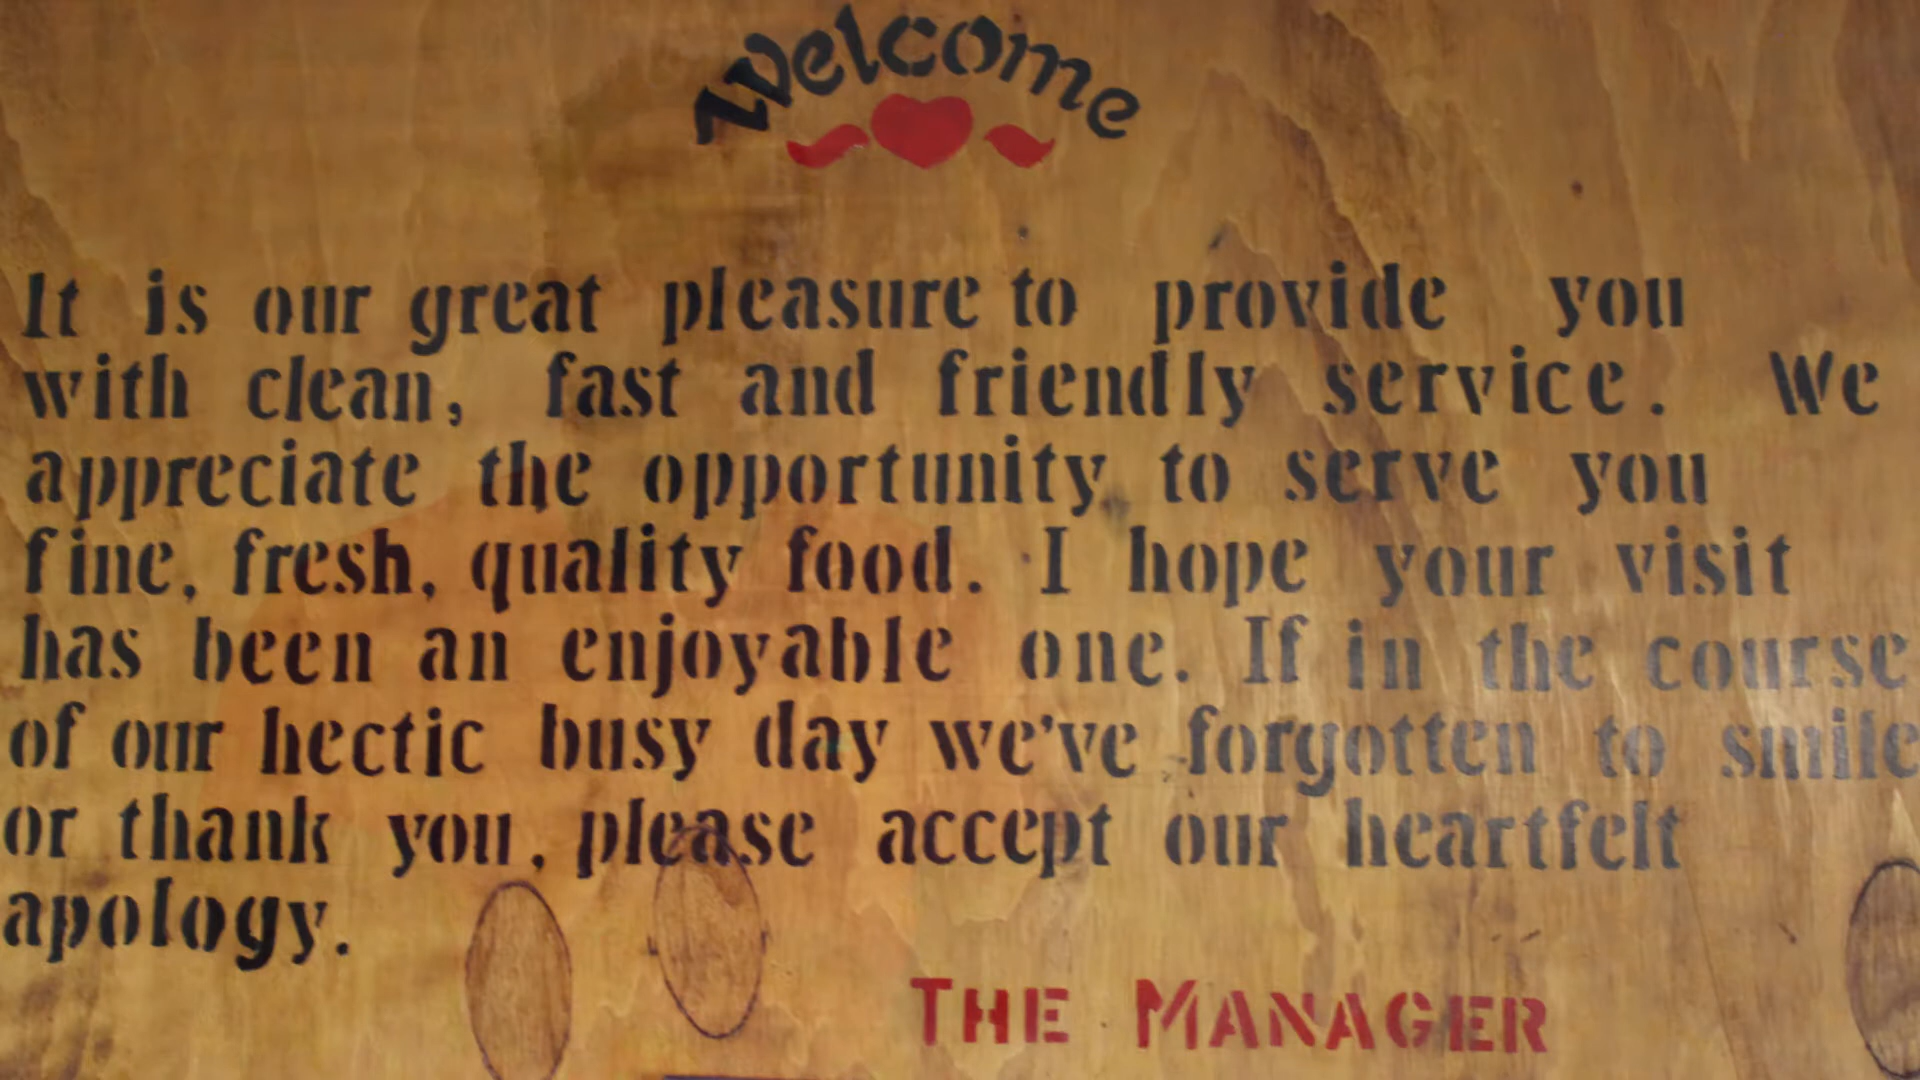 Welcome
It is our great pleasure to provide you
with clean, fast and friendly service. We
appreciate the opportunity to serve you
fine, fresh, quality food. I hope your visit
has been an enjoyable one. If in the course
of our hectic busy day we've forgotten to smile
or thank you, please accept our heartfelt
apology.
THE MANAGER